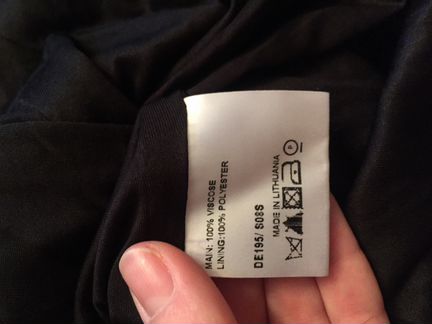 MAIN: 100% VISCOSE
LINING:100% POLYESTER
DE195/ S08S
MADE IN LITHUANIA
P